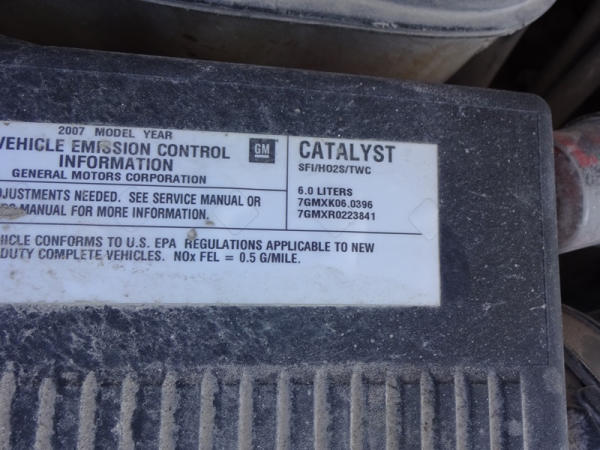 2007 MODEL YEAR
VEHICLE EMISSION CONTROL
INFORMATION
GENERAL MOTORS CORPORATION
GM
NEEDED. SEE SERVICE MANUAL OR
MANUAL FOR MORE INFORMATION.
CONFORMS TO U.S. EPA REGULATIONS APPLICABLE TO NEW
DUTY COMPLETE VEHICLES. NOx FEL = 0.5 G/MILE.
CATALYST
SFI/HO2S/TWC
6.0 LITERS
7GMXK06.0396
7GMXR0223841